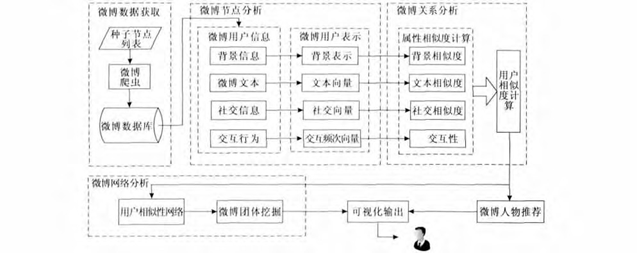 微博数据获取
种子节点
列表
微博
爬虫
微博数据库
微博节点分析
微博用户信息
背景信息
微博文本
社交信息
交互行为
微博用户表示
背景表示
文本向量
社交向量
交互频次向量
微博关系分析
属性相似度计算
背景相似度
文本相似度
社交相似度
交互性
用户
相似
度计
算
微博网络分析
用户相似性网络
微博团体挖掘
可视化输出
微博人物推荐